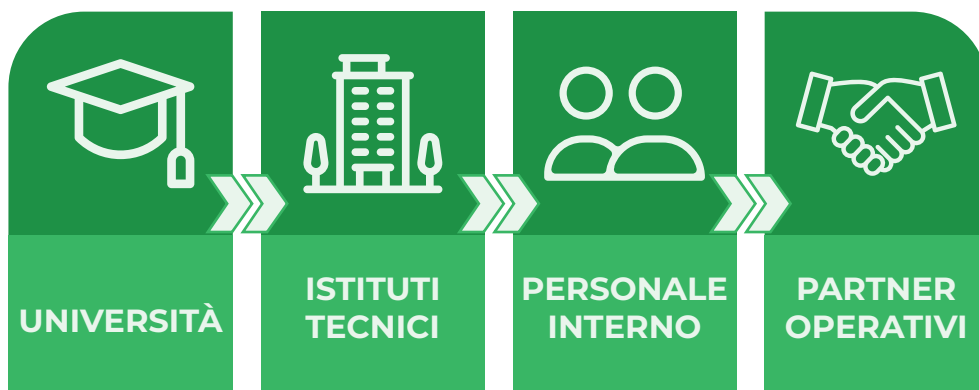 UNIVERSITÀ
ISTITUTI
TECNICI
PERSONALE
INTERNO
PARTNER
OPERATIVI